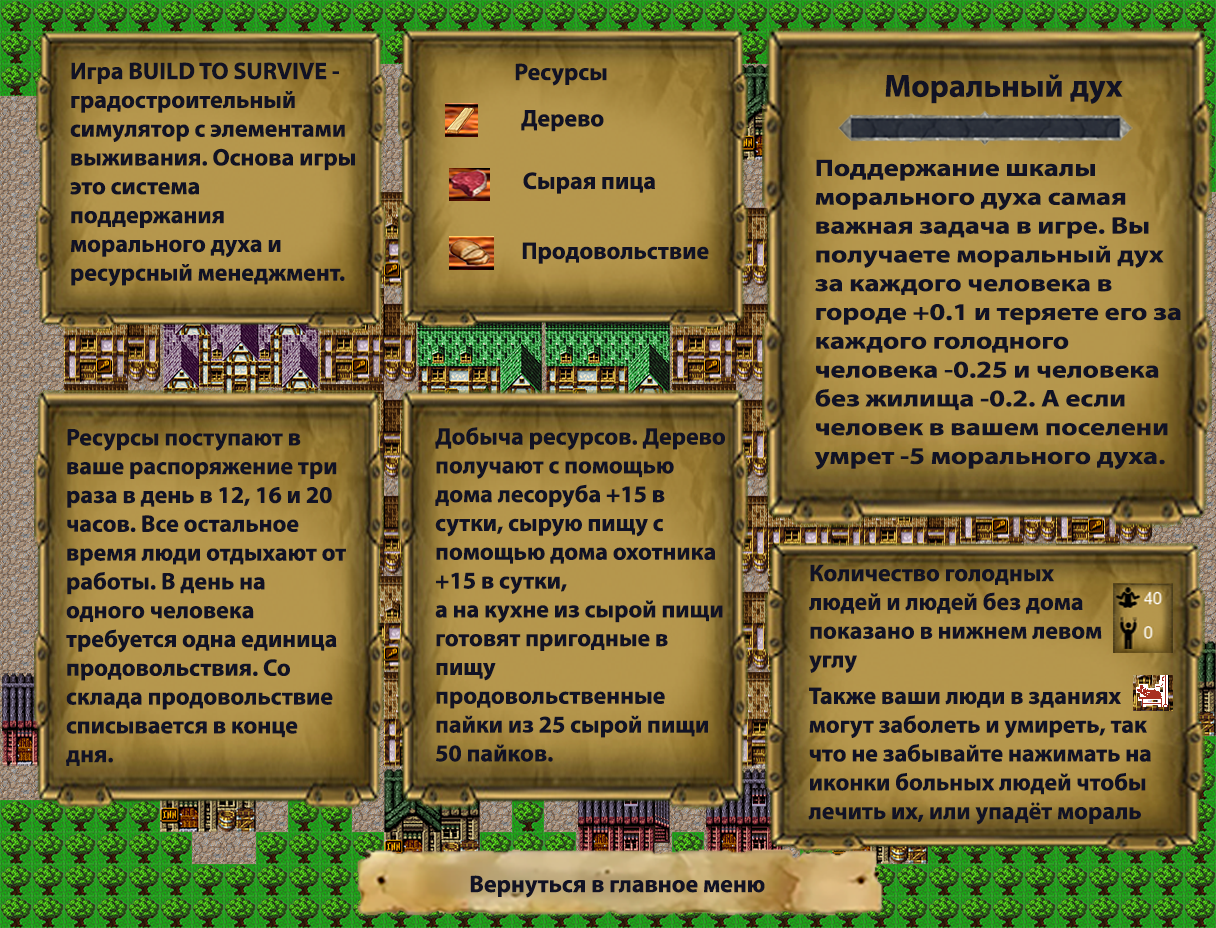 Игра BUILD TO SURVIVE -
градостроительный
симулятор с элементами
выживания. Основа игры
это система
поддержания
морального духа и
ресурсный менеджмент.
Ресурсы
Дерево
Сырая пица
Продовольствие
Моральный дух
Поддержание шкалы
морального духа самая
важная задача в игре. Вы
получаете моральный дух
за каждого человека в
городе +0.1 и теряете его за
каждого голодного
человека -0.25 и человека
без жилища -0.2. А если
человек в вашем поселени
умрет -5 морального духа.
Ресурсы поступают в
ваше распоряжение три
раза в день в 12, 16 и 20
часов. Все остальное
время люди отдыхают от
работы. В день на
одного человека
требуется одна единица
продовольствия. Со
склада продовольствие
списывается в конце
дня.
Добыча ресурсов. Дерево
получают с помощью
дома лесоруба +15 в
сутки, сырую пищу с
помощью дома охотника
+15 в сутки,
а на кухне из сырой пищи
готовят пригодные в
пищу
продовольственные
пайки из 25 сырой пищи
50 пайков.
Количество голодных
людей и людей без дома
показано в нижнем левом
углу
40
0
Также ваши люди в зданиях
могут заболеть и умиреть, так
что не забывайте нажимать на
иконки больных людей чтобы
лечить их, или упадёт мораль
Вернуться в главное меню